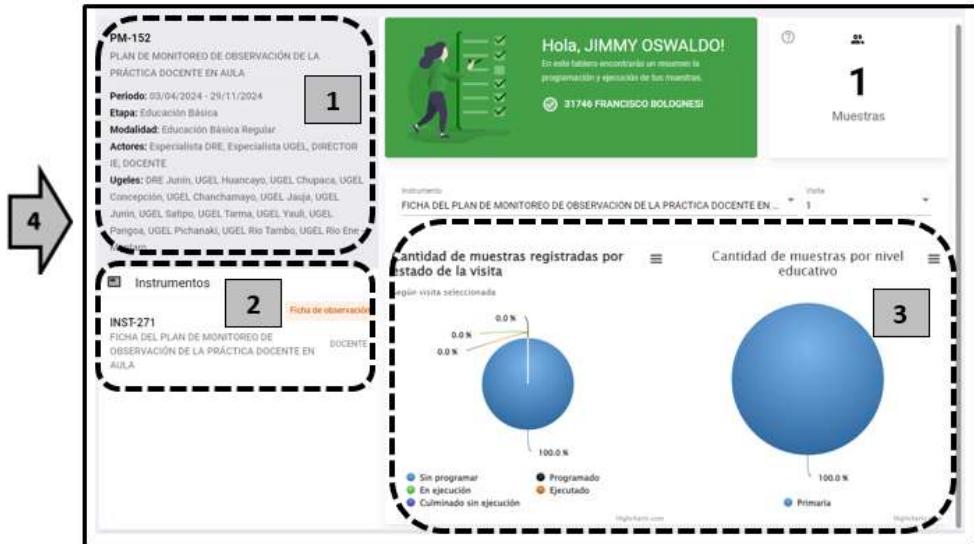 4
1
PM-152
PLAN DE MONITOREO DE OBSERVACIÓN DE LA
PRÁCTICA DOCENTE EN AULA
Periodo: 03/04/2024 - 29/11/2024
Etapa: Educación Básica
Modalidad: Educación Básica Regular
Actores: Especialista DRE, Especialista UGEL, DIRECTOR
IE, DOCENTE
Ugeles: DRE Junín, UGEL Huancayo, UGEL Chupaca, UGEL
Concepción, UGEL Chanchamayo, UGEL Jauja, UGEL
Junin, UGEL Satipo, UGEL Tarma, UGEL Yauli, UGEL
Pangoa, UGEL Pichanaki, UGEL Rio Tambo, UGEL Rio Ene -
Mantaro
2
Instrumentos
Ficha de observación
INST-271
FICHA DEL PLAN DE MONITOREO DE
OBSERVACIÓN DE LA PRÁCTICA DOCENTE EN
AULA
DOCENTE
Hola, JIMMY OSWALDO!
En este tablero encontrarás un resumen la
programación y ejecución de tus muestras.
31746 FRANCISCO BOLOGNESI
1
Muestras
Instrumento
FICHA DEL PLAN DE MONITOREO DE OBSERVACION DE LA PRACTICA DOCENTE EN ...
Visita
1
3
Cantidad de muestras registradas por
estado de la visita
Según visita seleccionada
0.0 %
0.0 %
0.0 %
100.0 %
Sin programar
Programado
En ejecución
Ejecutado
Culminado sin ejecución
Highcharts.com
Cantidad de muestras por nivel
educativo
100.0 %
Primaria